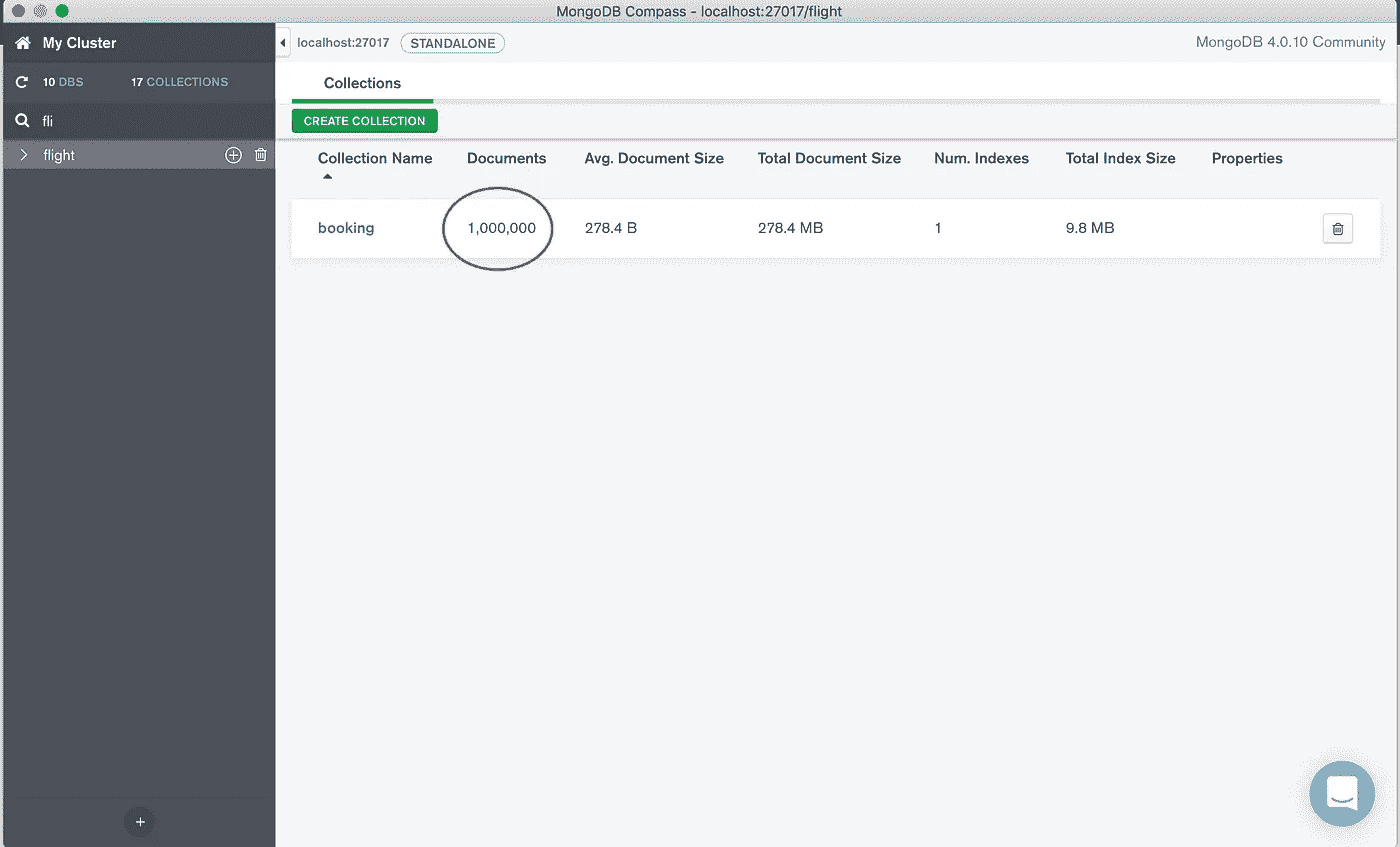 MongoDB Compass - localhost:27017/flight
My Cluster
localhost:27017 STANDALONE
MongoDB 4.0.10 Community
10 DBS 17 COLLECTIONS
Collections
fli
CREATE COLLECTION
flight
Collection Name Documents Avg. Document Size Total Document Size Num. Indexes Total Index Size Properties
booking 1,000,000 278.4 B 278.4 MB 1 9.8 MB